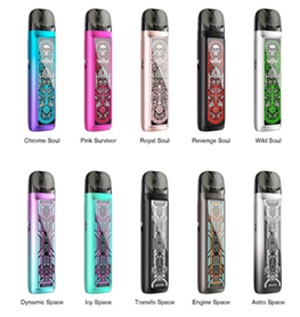 Chrome Soul
Pink Survivor
Royal Soul
Revenge Soul
Wild Soul
Dynamic Space
Icy Space
Transfo Space
Engine Space
Astro Space